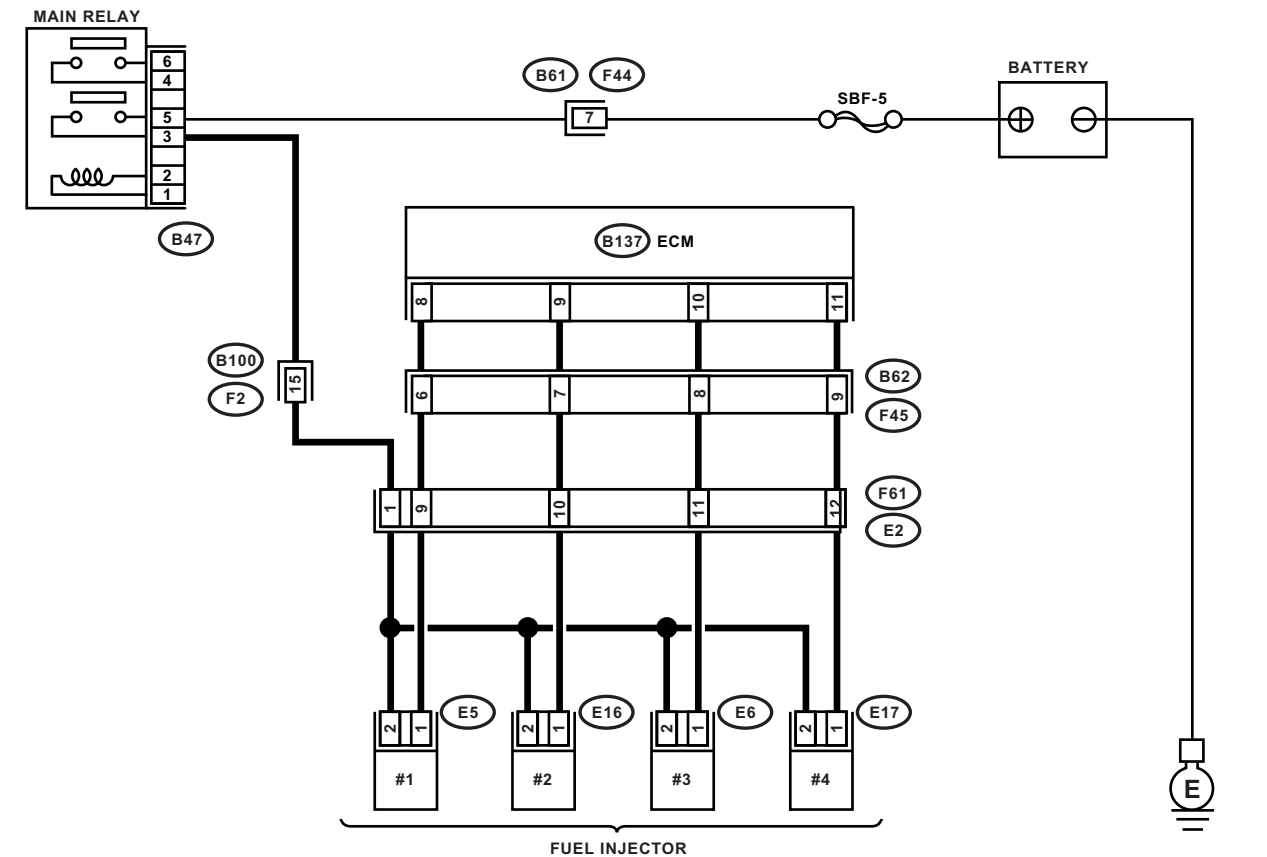 MAIN RELAY
6
4
5
3
2
1
B47
B61 F44
7
SBF-5
BATTERY
B137 ECM
8 9 10 11
B100
F2
15
6 7 8 9
B62
F45
1 9 10 11 12
F61
E2
2 1 E5
2 1 E16
2 1 E6
2 1 E17
#1 #2 #3 #4
E
FUEL INJECTOR